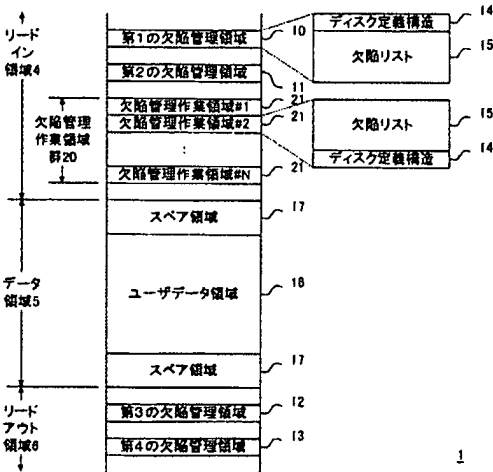 リード
イン
領域4
第1の欠陥管理領域
10
第2の欠陥管理領域
11
欠陥管理
作業領域
群20
欠陥管理作業領域#1
21
欠陥管理作業領域#2
21
:
欠陥管理作業領域#N
21
ディスク定義構造
14
欠陥リスト
15
欠陥リスト
15
ディスク定義構造
14
データ
領域5
スペア領域
17
ユーザデータ領域
16
スペア領域
17
リード
アウト
領域6
第3の欠陥管理領域
12
第4の欠陥管理領域
13
1